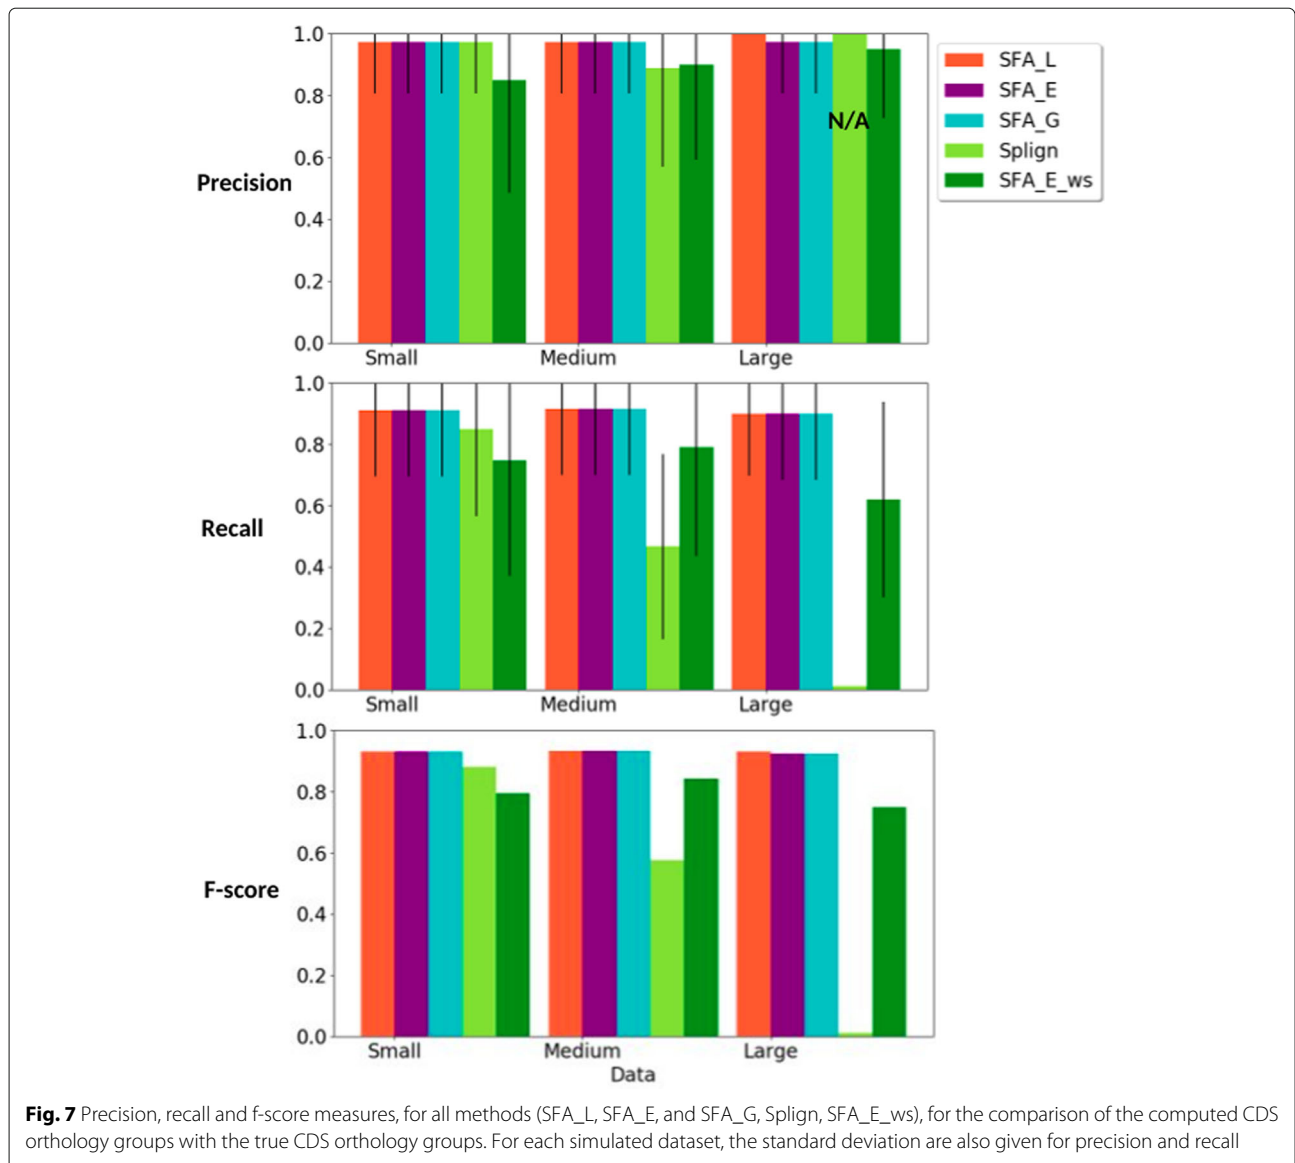 1.0
0.8
0.6
0.4
0.2
0.0
Precision
N/A
Small
Medium
Large
SFA_L
SFA_E
SFA_G
Splign
SFA_E_ws
1.0
0.8
0.6
0.4
0.2
0.0
Recall
Small
Medium
Large
1.0
0.8
0.6
0.4
0.2
0.0
F-score
Small
Medium
Large
Data
Fig. 7 Precision, recall and f-score measures, for all methods (SFA_L, SFA_E, and SFA_G, Splign, SFA_E_ws), for the comparison of the computed CDS
orthology groups with the true CDS orthology groups. For each simulated dataset, the standard deviation are also given for precision and recall